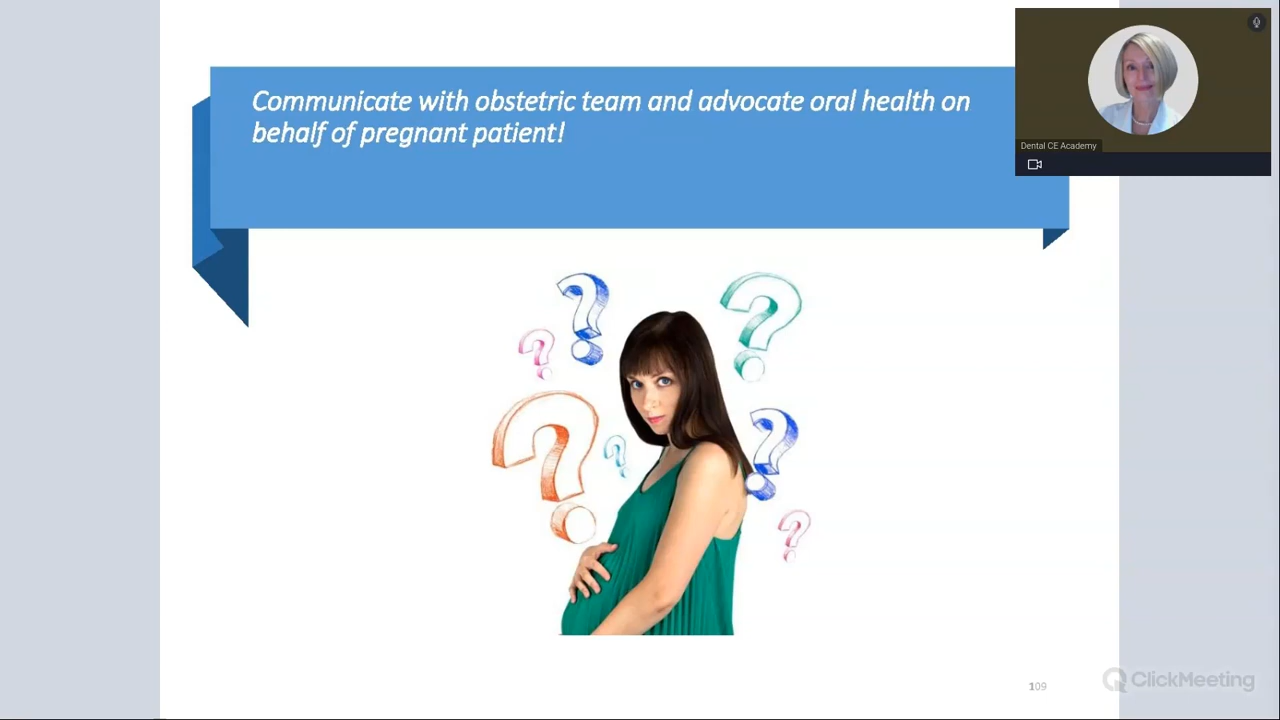 Communicate with obstetric team and advocate oral health on
behalf of pregnant patient!
Dental CE Academy
? ? ? ? ? ? ?
109
ClickMeeting